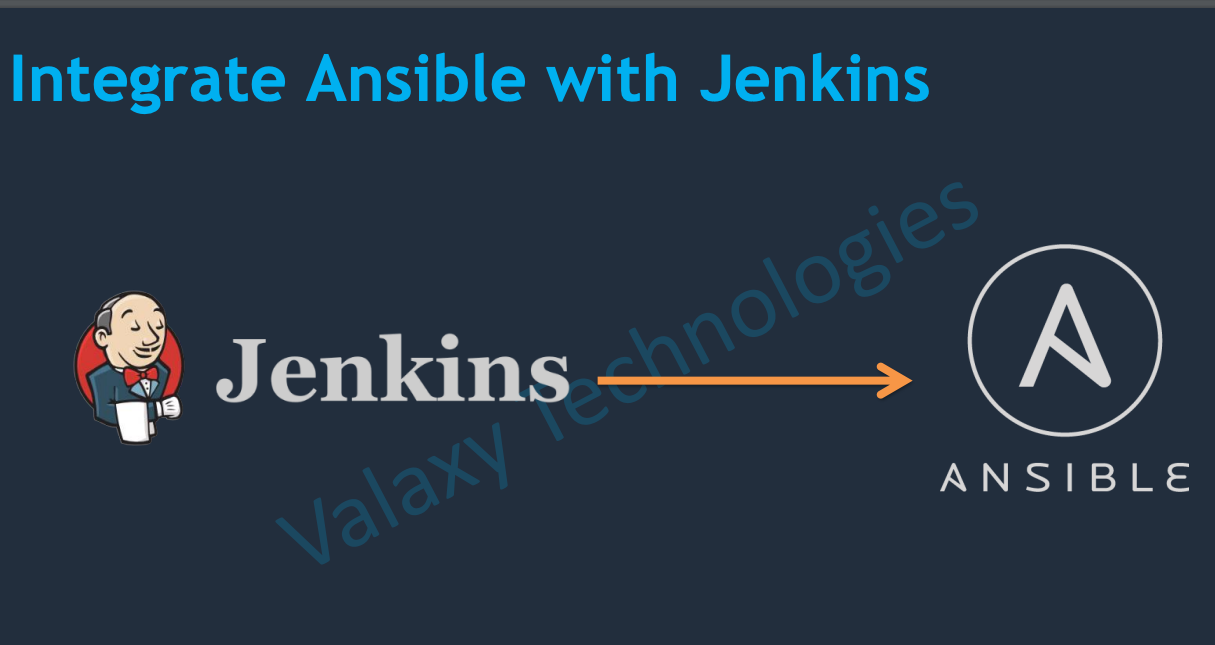 Integrate Ansible with Jenkins
Valaxy Technologies
Jenkins
ANSIBLE